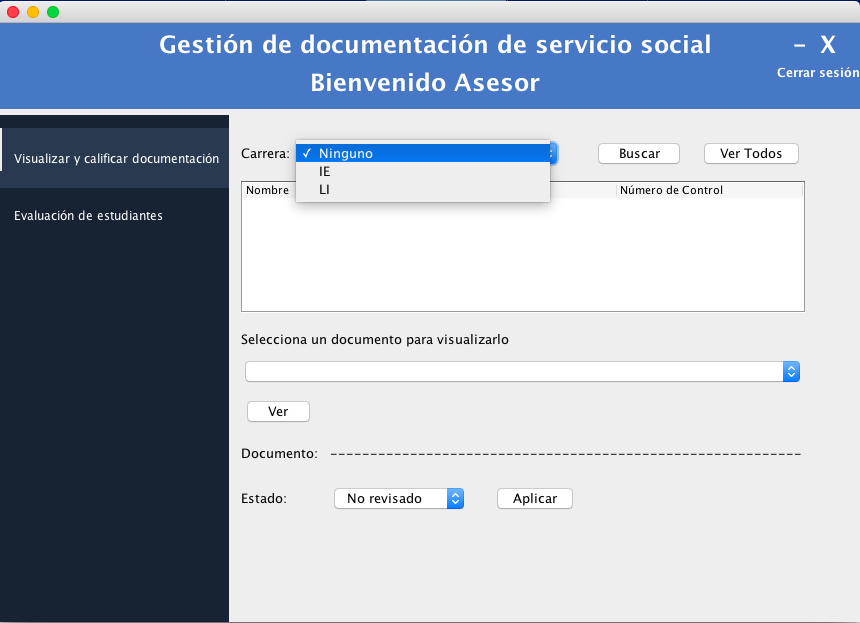 Gestión de documentación de servicio social
– X
Bienvenido Asesor
Cerrar sesión
Visualizar y calificar documentación
Evaluación de estudiantes
Carrera:
✓ Ninguno
IE
LI
Buscar
Ver Todos
Nombre
Número de Control
Selecciona un documento para visualizarlo
Ver
Documento: -----------------------------------------------------------
Estado:
No revisado
Aplicar